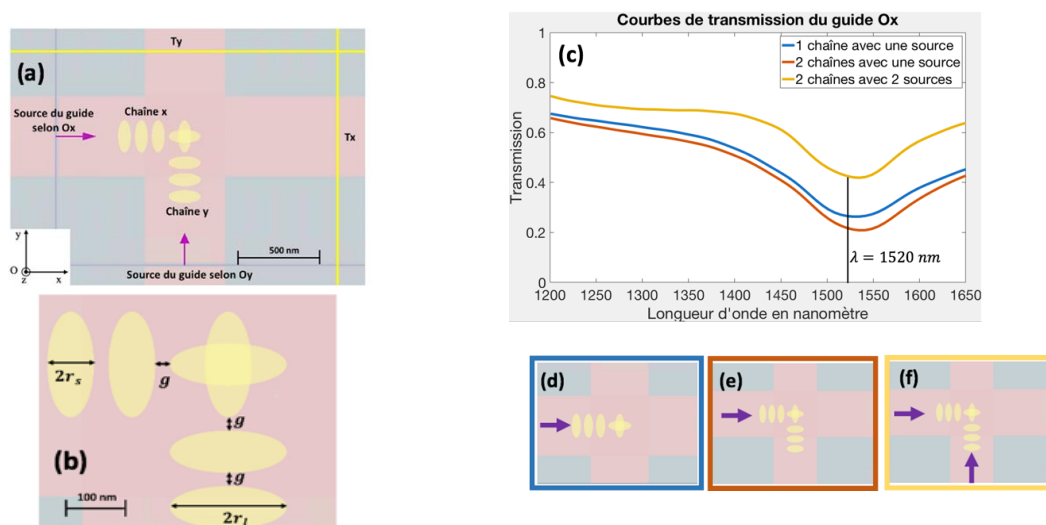 (a)
Ty
Source du guide
selon Ox
Chaîne x
Tx
Chaîne y
y
O
z
x
500 nm
Source du guide selon Oy
2r_s
g
g
g
(b)
100 nm
2r_l
Courbes de transmission du guide Ox
(c)
1 chaîne avec une source
2 chaînes avec une source
2 chaînes avec 2 sources
Transmission
1
0.8
0.6
0.4
0.2
0
λ = 1520 nm
1200 1250 1300 1350 1400 1450 1500 1550 1600 1650
Longueur d'onde en nanomètre
(d)
(e)
(f)